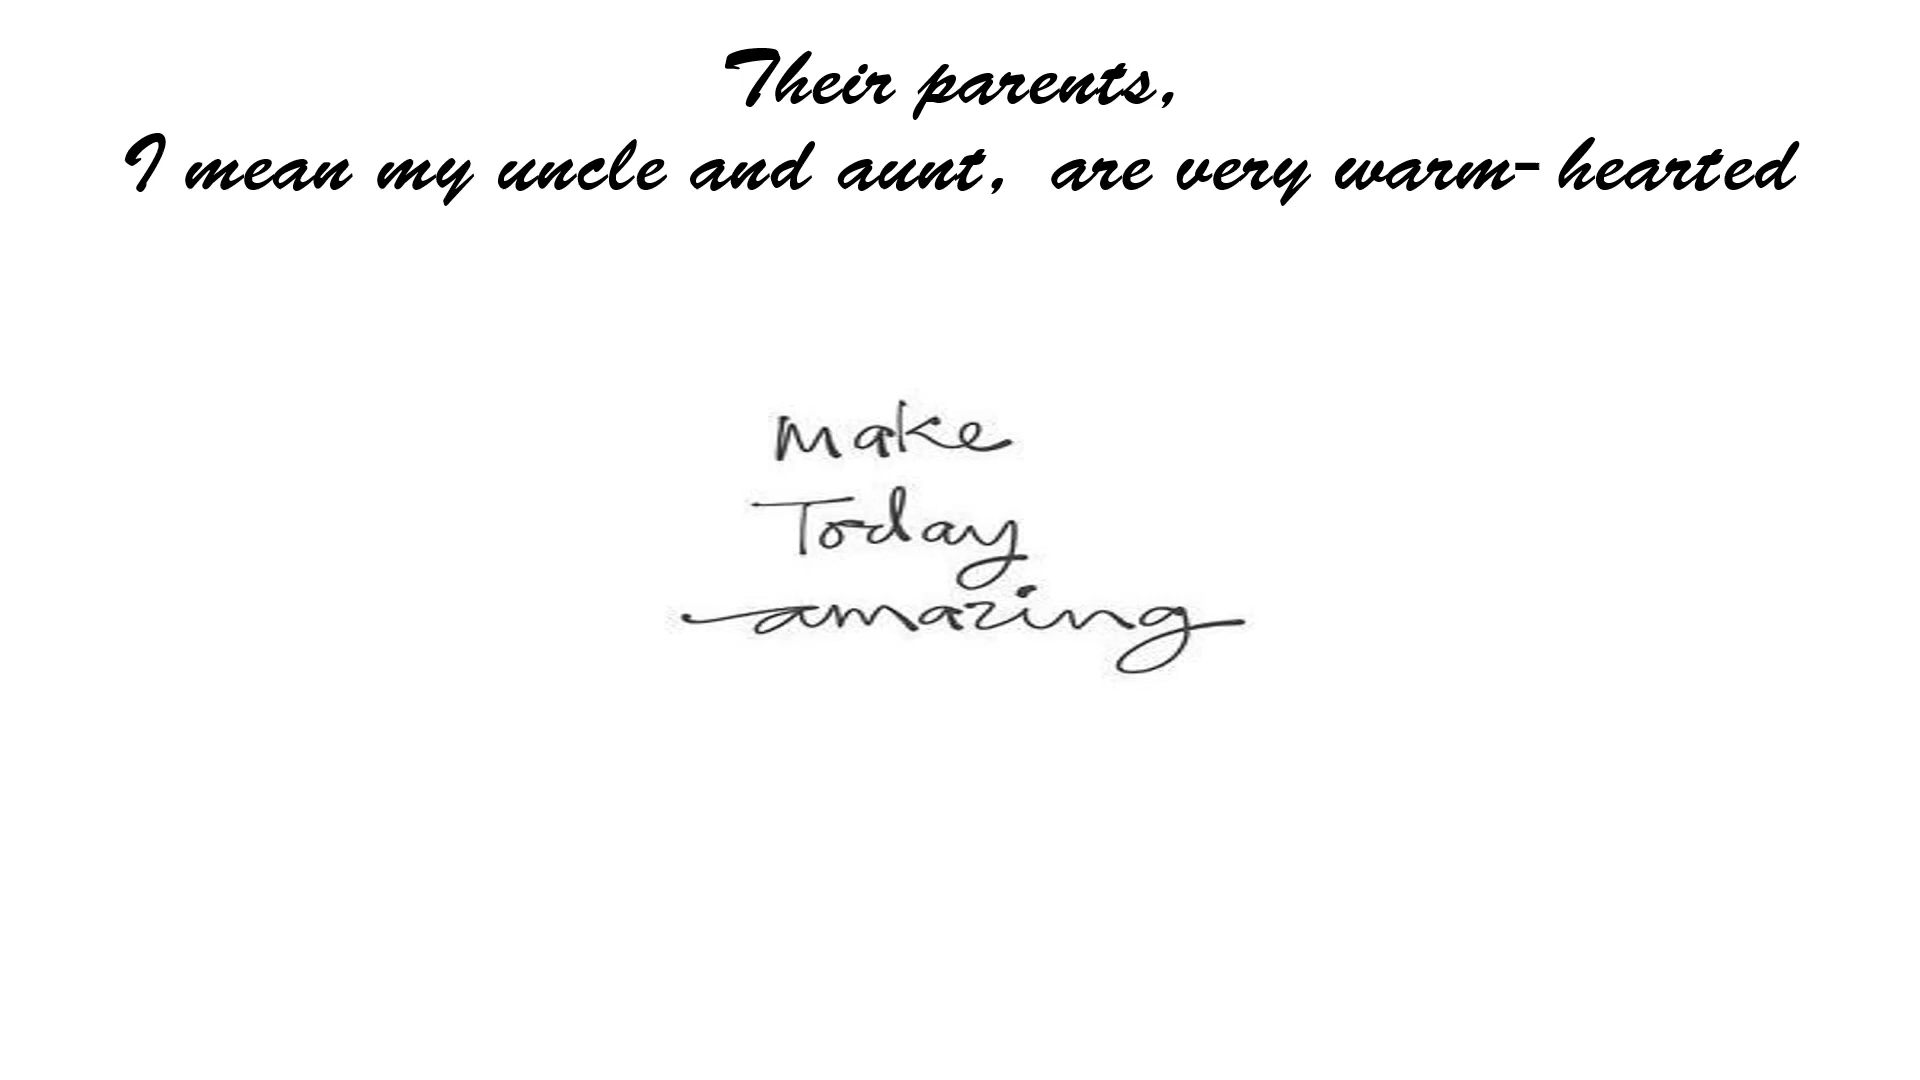 Their parents,
I mean my uncle and aunt, are very warm-hearted
Make
Today
amazing